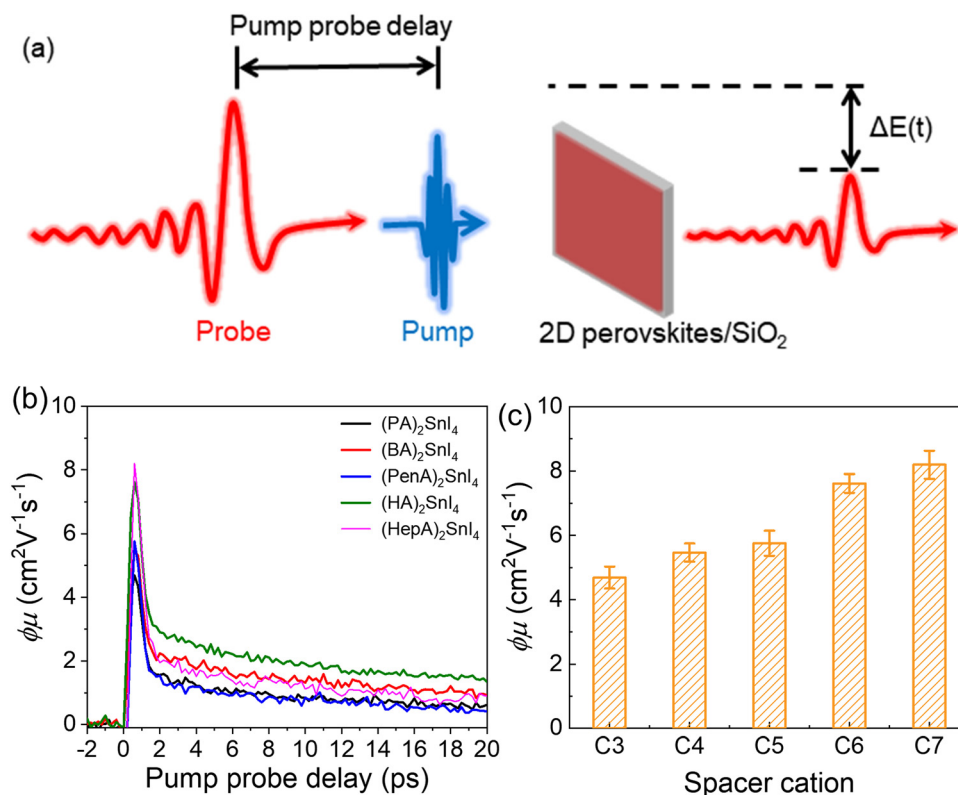 (a)
Pump probe delay
ΔE(t)
Probe
Pump
2D perovskites/SiO₂
(b)
10
8
6
4
2
0
ϕμ (cm²V⁻¹s⁻¹)
(PA)₂SnI₄
(BA)₂SnI₄
(PenA)₂SnI₄
(HA)₂SnI₄
(HepA)₂SnI₄
-2 0 2 4 6 8 10 12 14 16 18 20
Pump probe delay (ps)
(c)
10
8
6
4
2
0
ϕμ (cm²V⁻¹s⁻¹)
C3 C4 C5 C6 C7
Spacer cation